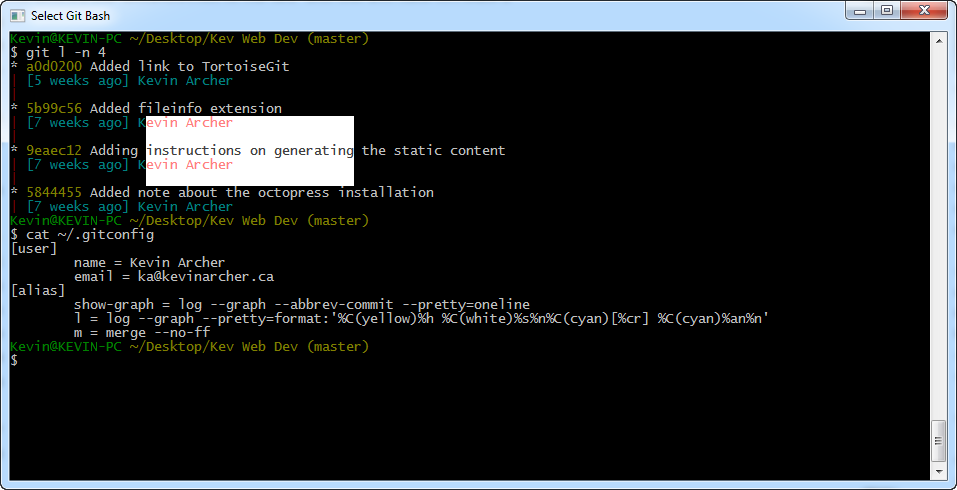 Select Git Bash
Kevin@KEVIN-PC ~/Desktop/Kev Web Dev (master)
$ git l -n 4
* a0d0200 Added link to TortoiseGit
| [5 weeks ago] Kevin Archer
|
* 5b99c56 Added fileinfo extension
| [7 weeks ago] Kevin Archer
|
* 9eaec12 Adding instructions on generating the static content
| [7 weeks ago] Kevin Archer
|
* 5844455 Added note about the octopress installation
| [7 weeks ago] Kevin Archer
Kevin@KEVIN-PC ~/Desktop/Kev Web Dev (master)
$ cat ~/.gitconfig
[user]
        name = Kevin Archer
        email = ka@kevinarcher.ca
[alias]
        show-graph = log --graph --abbrev-commit --pretty=oneline
        l = log --graph --pretty=format:'%C(yellow)%h %C(white)%s%n%C(cyan)[%cr] %C(cyan)%an%n'
        m = merge --no-ff
Kevin@KEVIN-PC ~/Desktop/Kev Web Dev (master)
$